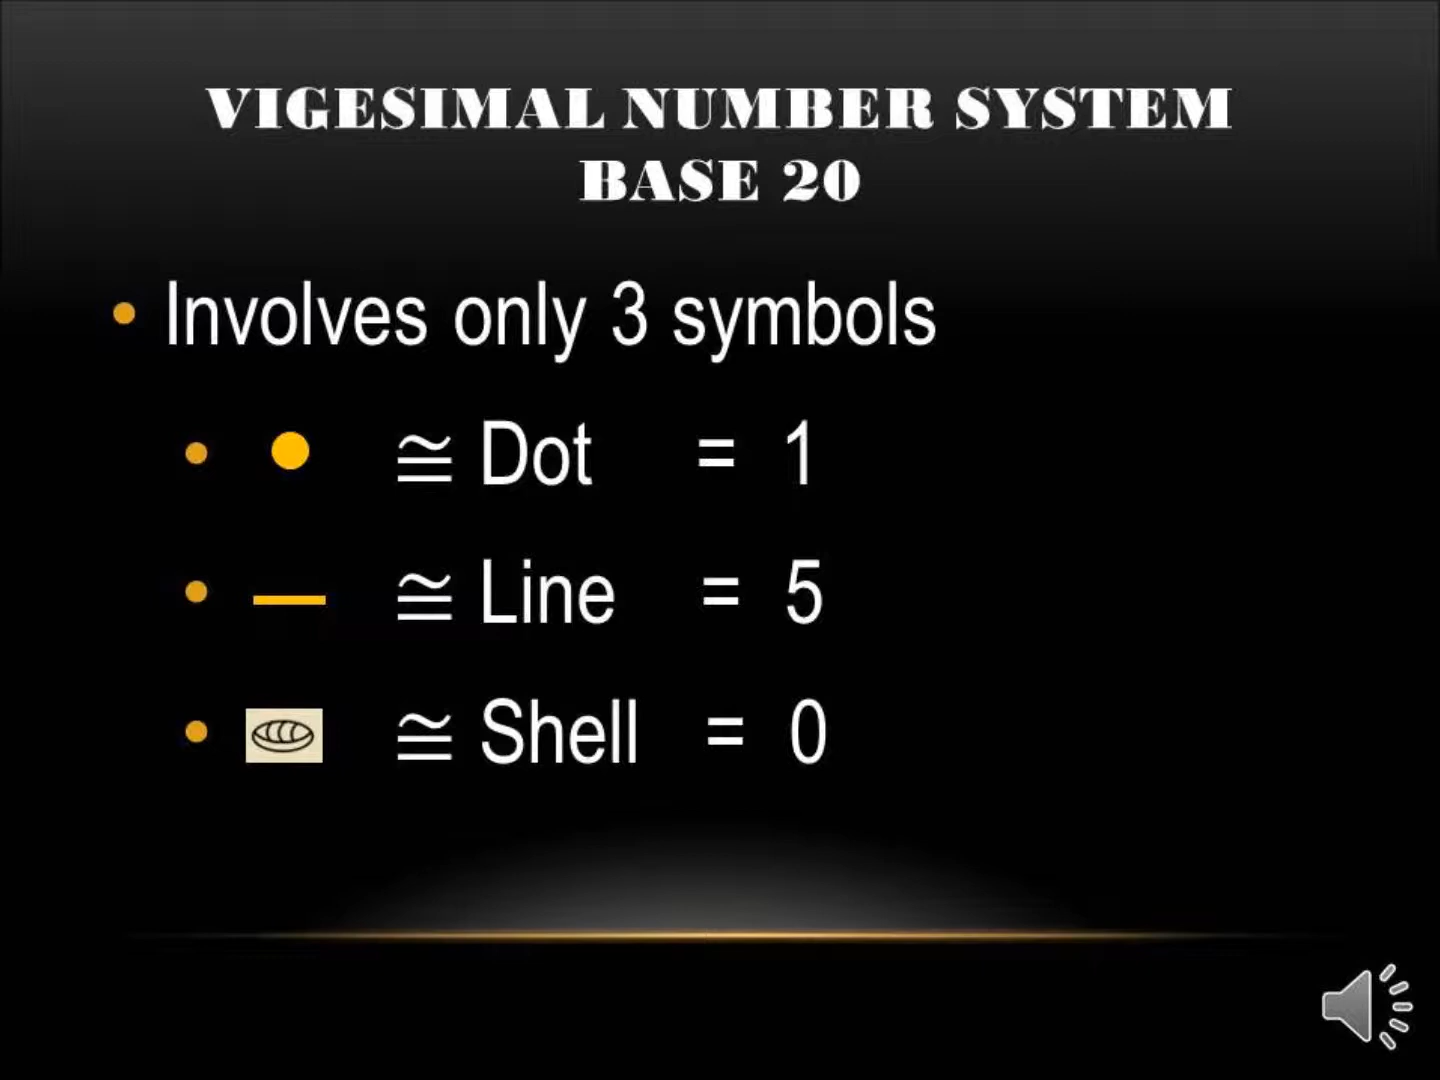 VIGESIMAL NUMBER SYSTEM
BASE 20
• Involves only 3 symbols
• ● ≅ Dot = 1
• — ≅ Line = 5
• ≅ Shell = 0